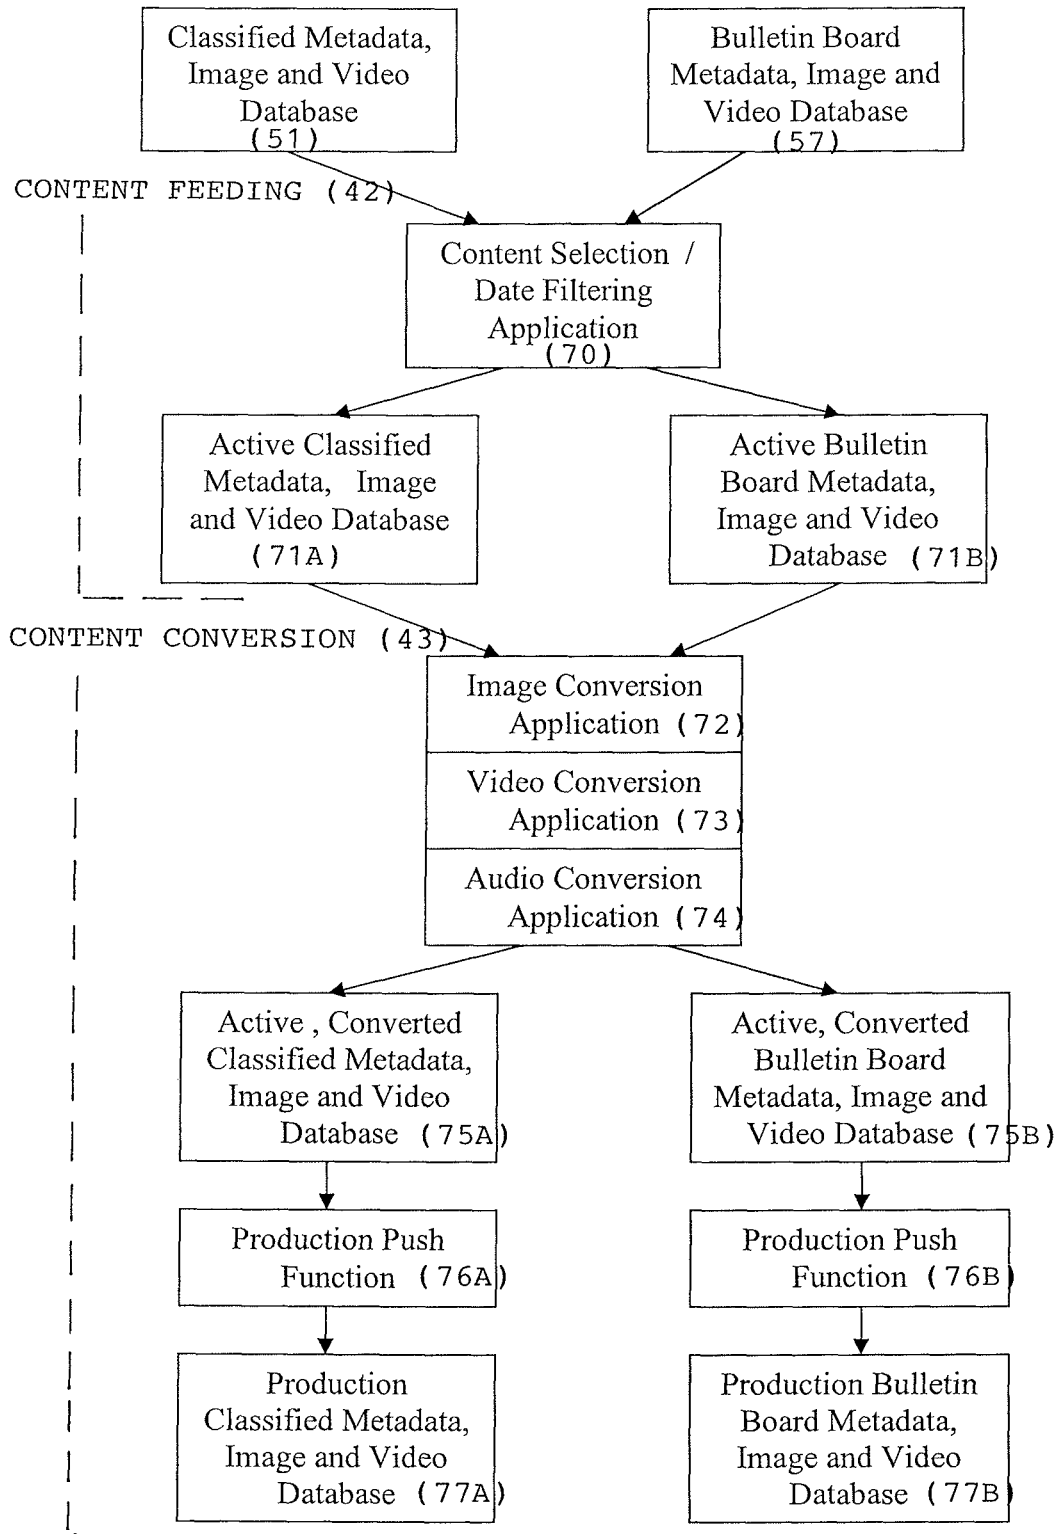 Classified Metadata,
Image and Video
Database
(51)
Bulletin Board
Metadata, Image and
Video Database
(57)
CONTENT FEEDING (42)
Content Selection /
Date Filtering
Application
(70)
Active Classified
Metadata, Image
and Video Database
(71A)
Active Bulletin
Board Metadata,
Image and Video
Database (71B)
CONTENT CONVERSION (43)
Image Conversion
Application (72)
Video Conversion
Application (73)
Audio Conversion
Application (74)
Active , Converted
Classified Metadata,
Image and Video
Database (75A)
Active, Converted
Bulletin Board
Metadata, Image and
Video Database (75B)
Production Push
Function (76A)
Production Push
Function (76B)
Production
Classified Metadata,
Image and Video
Database (77A)
Production Bulletin
Board Metadata,
Image and Video
Database (77B)